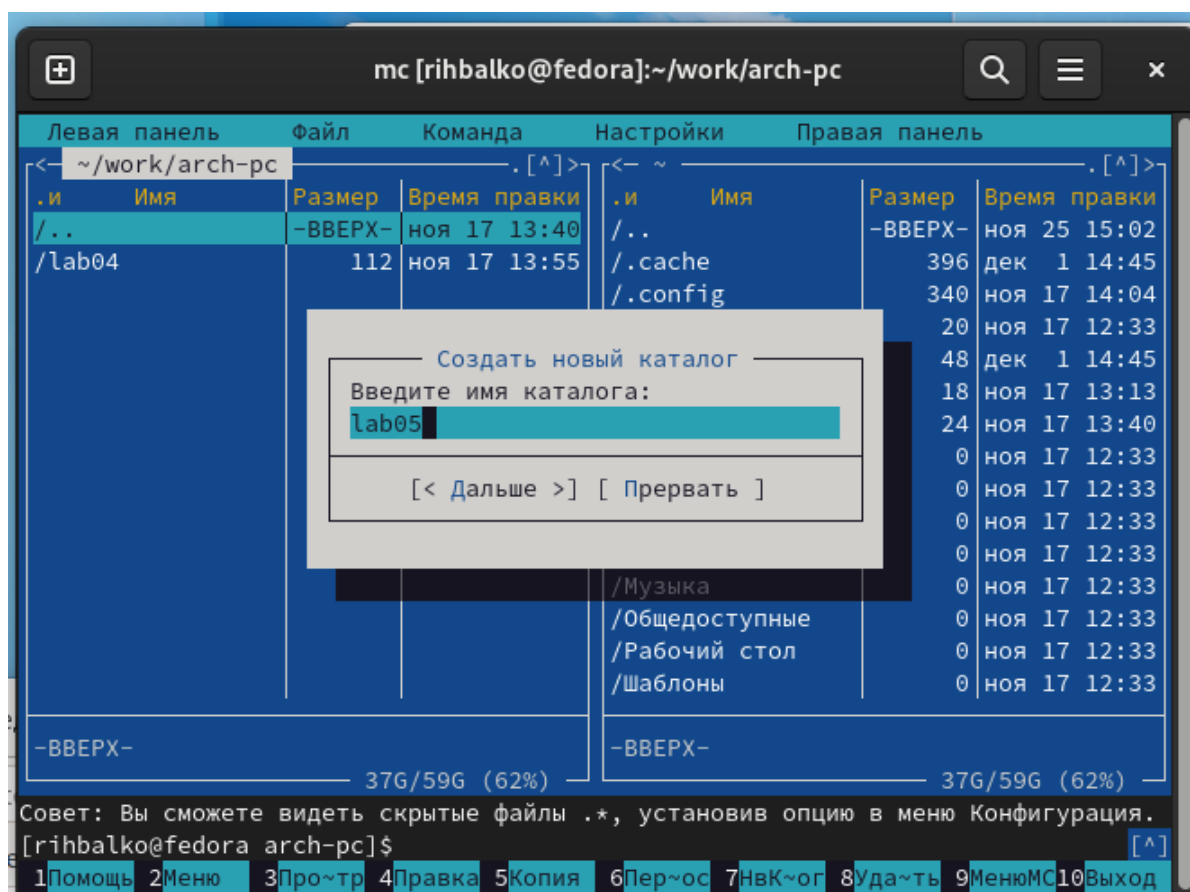 mc [rihbalko@fedora]:~/work/arch-pc
Левая панель Файл Команда Настройки Правая панель
<— ~/work/arch-pc .[^]> <— ~ .[^]>
.и Имя Размер Время правки .и Имя Размер Время правки
/.. -ВВЕРХ- ноя 17 13:40 /.. -ВВЕРХ- ноя 25 15:02
/lab04 112 ноя 17 13:55 /.cache 396 дек 1 14:45
/.config 340 ноя 17 14:04
20 ноя 17 12:33
Создать новый каталог 48 дек 1 14:45
Введите имя каталога: 18 ноя 17 13:13
lab05 24 ноя 17 13:40
0 ноя 17 12:33
[< Дальше >] [ Прервать ] 0 ноя 17 12:33
0 ноя 17 12:33
0 ноя 17 12:33
/Музыка 0 ноя 17 12:33
/Общедоступные 0 ноя 17 12:33
/Рабочий стол 0 ноя 17 12:33
/Шаблоны 0 ноя 17 12:33
-ВВЕРХ- -ВВЕРХ-
37G/59G (62%) 37G/59G (62%)
Совет: Вы сможете видеть скрытые файлы .*, установив опцию в меню Конфигурация.
[rihbalko@fedora arch-pc]$ [^]
1Помощь 2Меню 3Про~тр 4Правка 5Копия 6Пер~ос 7НвК~ог 8Уда~ть 9МенюMC 10Выход